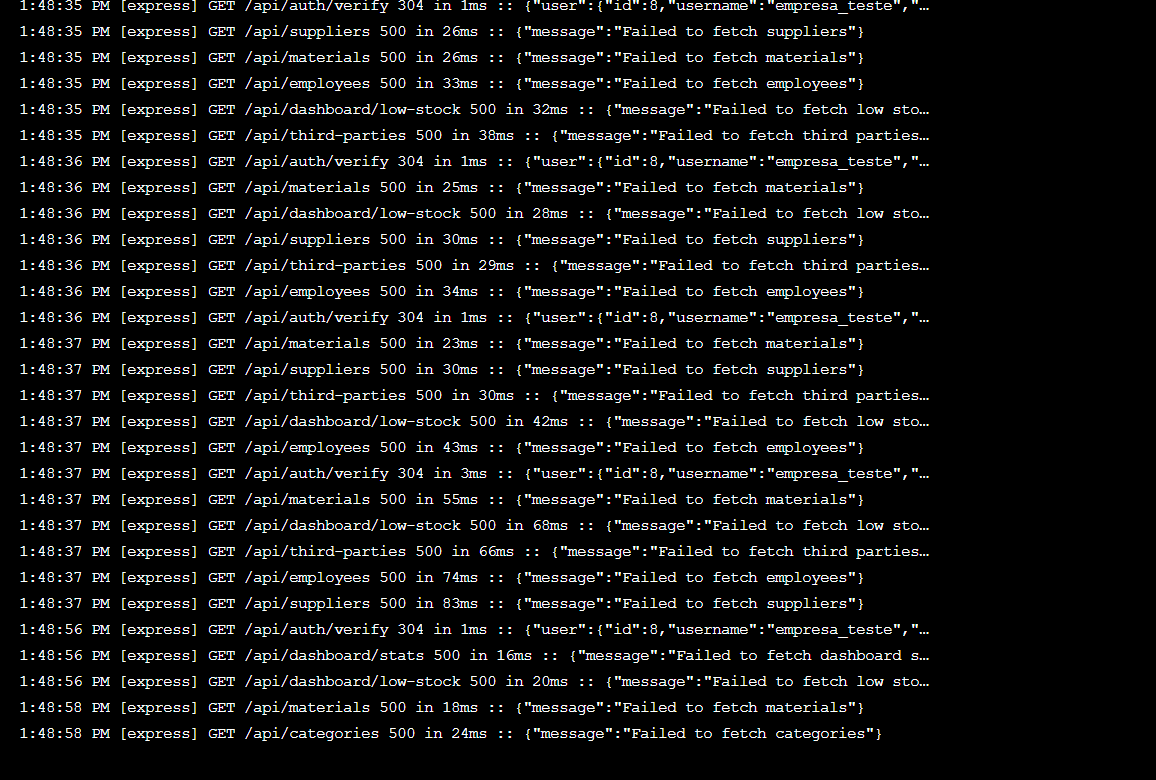 1:48:35 PM [express] GET /api/auth/verify 304 in 1ms :: {"user":{"id":8,"username":"empresa_teste","…
1:48:35 PM [express] GET /api/suppliers 500 in 26ms :: {"message":"Failed to fetch suppliers"}
1:48:35 PM [express] GET /api/materials 500 in 26ms :: {"message":"Failed to fetch materials"}
1:48:35 PM [express] GET /api/employees 500 in 33ms :: {"message":"Failed to fetch employees"}
1:48:35 PM [express] GET /api/dashboard/low-stock 500 in 32ms :: {"message":"Failed to fetch low sto…
1:48:35 PM [express] GET /api/third-parties 500 in 38ms :: {"message":"Failed to fetch third parties…
1:48:36 PM [express] GET /api/auth/verify 304 in 1ms :: {"user":{"id":8,"username":"empresa_teste","…
1:48:36 PM [express] GET /api/materials 500 in 25ms :: {"message":"Failed to fetch materials"}
1:48:36 PM [express] GET /api/dashboard/low-stock 500 in 28ms :: {"message":"Failed to fetch low sto…
1:48:36 PM [express] GET /api/suppliers 500 in 30ms :: {"message":"Failed to fetch suppliers"}
1:48:36 PM [express] GET /api/third-parties 500 in 29ms :: {"message":"Failed to fetch third parties…
1:48:36 PM [express] GET /api/employees 500 in 34ms :: {"message":"Failed to fetch employees"}
1:48:36 PM [express] GET /api/auth/verify 304 in 1ms :: {"user":{"id":8,"username":"empresa_teste","…
1:48:37 PM [express] GET /api/materials 500 in 23ms :: {"message":"Failed to fetch materials"}
1:48:37 PM [express] GET /api/suppliers 500 in 30ms :: {"message":"Failed to fetch suppliers"}
1:48:37 PM [express] GET /api/third-parties 500 in 30ms :: {"message":"Failed to fetch third parties…
1:48:37 PM [express] GET /api/dashboard/low-stock 500 in 42ms :: {"message":"Failed to fetch low sto…
1:48:37 PM [express] GET /api/employees 500 in 43ms :: {"message":"Failed to fetch employees"}
1:48:37 PM [express] GET /api/auth/verify 304 in 3ms :: {"user":{"id":8,"username":"empresa_teste","…
1:48:37 PM [express] GET /api/materials 500 in 55ms :: {"message":"Failed to fetch materials"}
1:48:37 PM [express] GET /api/dashboard/low-stock 500 in 68ms :: {"message":"Failed to fetch low sto…
1:48:37 PM [express] GET /api/third-parties 500 in 66ms :: {"message":"Failed to fetch third parties…
1:48:37 PM [express] GET /api/employees 500 in 74ms :: {"message":"Failed to fetch employees"}
1:48:37 PM [express] GET /api/suppliers 500 in 83ms :: {"message":"Failed to fetch suppliers"}
1:48:56 PM [express] GET /api/auth/verify 304 in 1ms :: {"user":{"id":8,"username":"empresa_teste","…
1:48:56 PM [express] GET /api/dashboard/stats 500 in 16ms :: {"message":"Failed to fetch dashboard s…
1:48:56 PM [express] GET /api/dashboard/low-stock 500 in 20ms :: {"message":"Failed to fetch low sto…
1:48:58 PM [express] GET /api/materials 500 in 18ms :: {"message":"Failed to fetch materials"}
1:48:58 PM [express] GET /api/categories 500 in 24ms :: {"message":"Failed to fetch categories"}